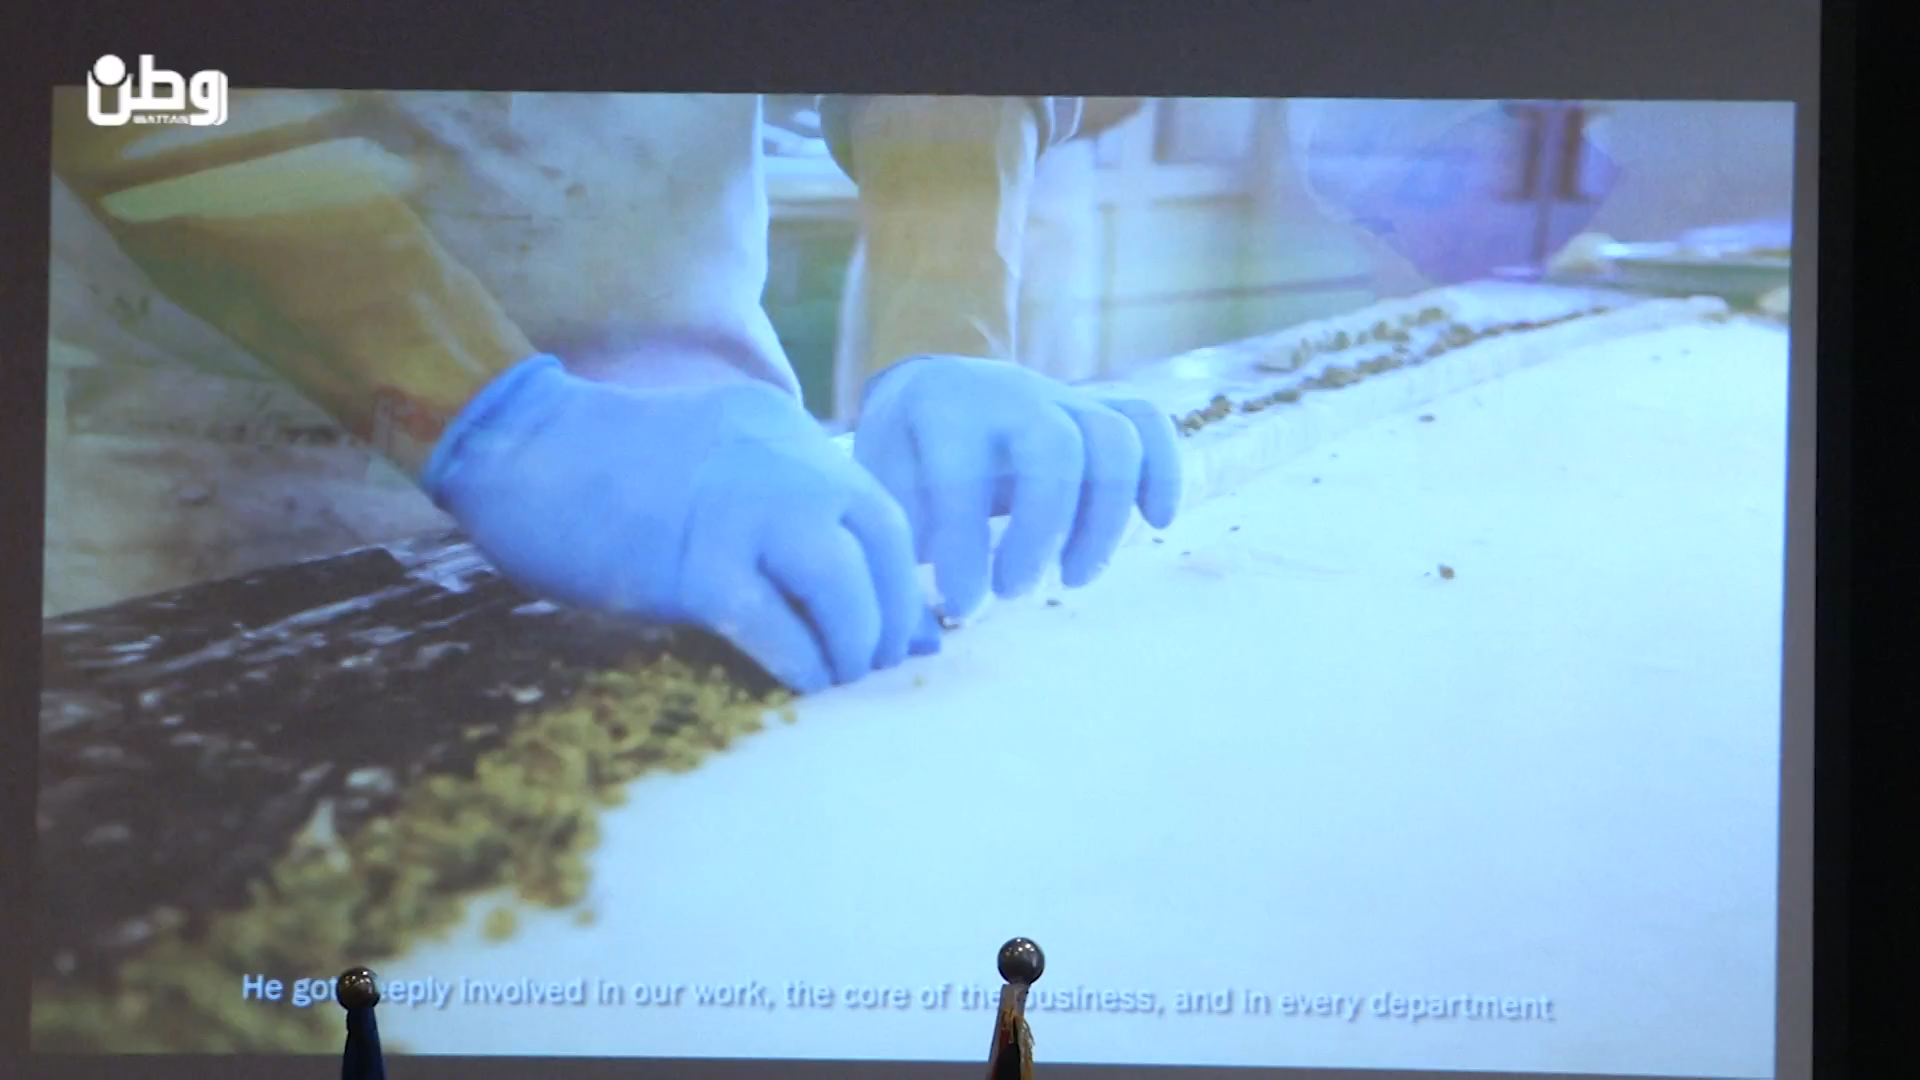 وطن
WATTAN
He got deeply involved in our work, the core of the business, and in every department